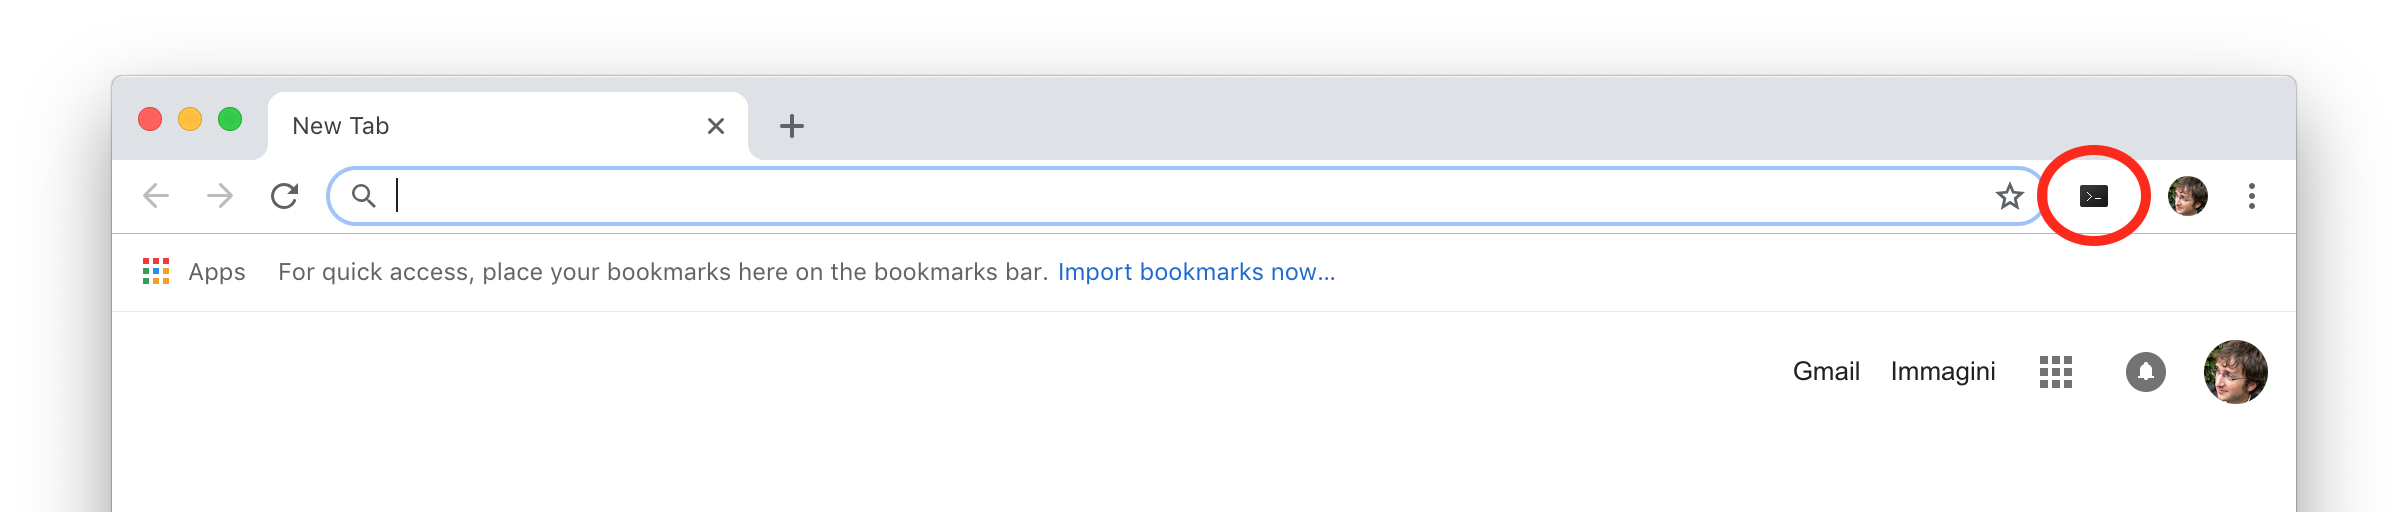 New Tab
Apps For quick access, place your bookmarks here on the bookmarks bar. Import bookmarks now...
Gmail Immagini